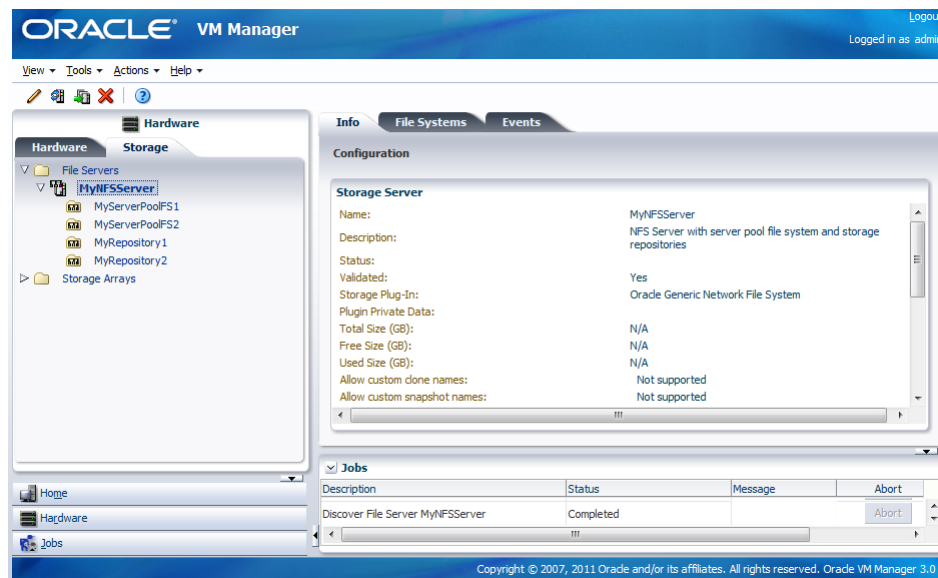 Logou
ORACLE® VM Manager
Logged in as admi
View Tools Actions Help
Hardware
Hardware Storage
File Servers
MyNFSServer
MyServerPoolFS1
MyServerPoolFS2
MyRepository1
MyRepository2
Storage Arrays
Home
Hardware
Jobs
Info File Systems Events
Configuration
Storage Server
Name: MyNFSServer
Description: NFS Server with server pool file system and storage
repositories
Status:
Validated: Yes
Storage Plug-In: Oracle Generic Network File System
Plugin Private Data:
Total Size (GB): N/A
Free Size (GB): N/A
Used Size (GB): N/A
Allow custom clone names: Not supported
Allow custom snapshot names: Not supported
Jobs
Description Status Message Abort
Discover File Server MyNFSServer Completed Abort
Copyright © 2007, 2011 Oracle and/or its affiliates. All rights reserved. Oracle VM Manager 3.0